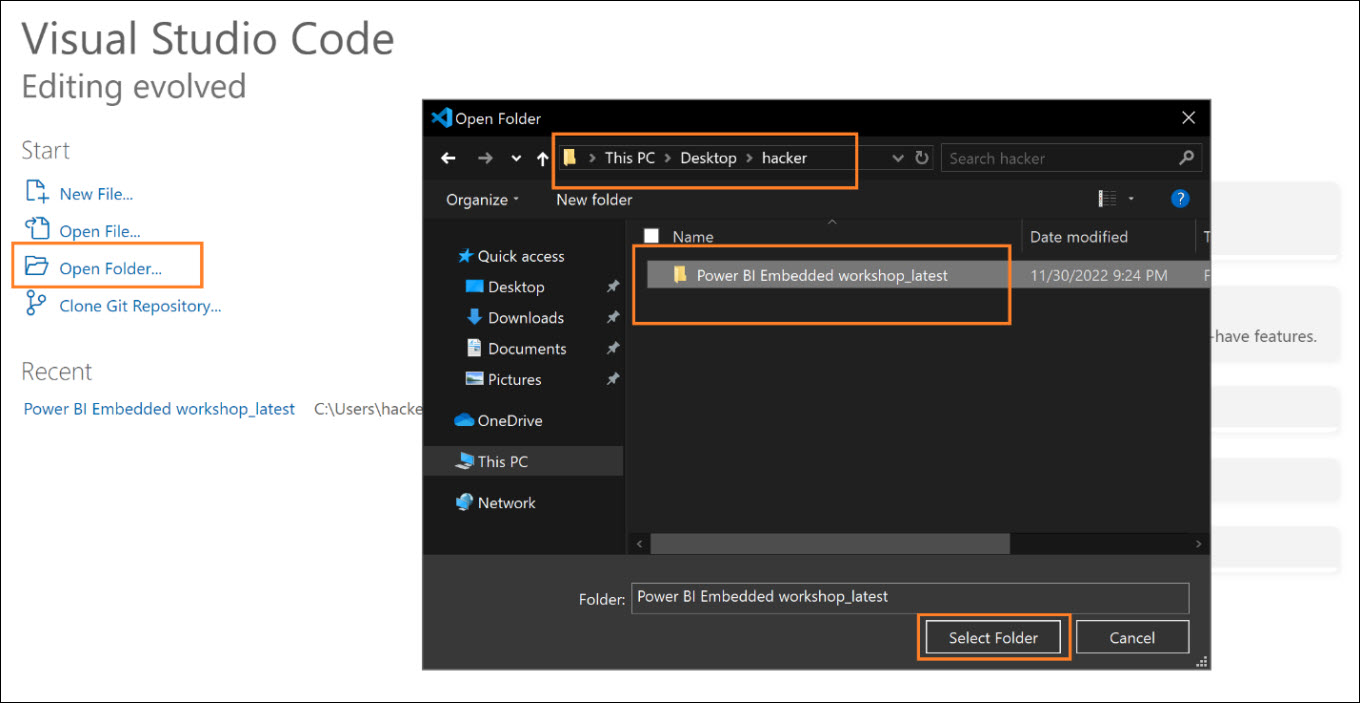 Visual Studio Code
Editing evolved
Start
New File...
Open File...
Open Folder...
Clone Git Repository...
Recent
Power BI Embedded workshop_latest C:\Users\hacke
Open Folder
This PC > Desktop > hacker
Search hacker
Organize
New folder
?
Name
Date modified
Power BI Embedded workshop_latest
11/30/2022 9:24 PM
Quick access
Desktop
Downloads
Documents
Pictures
OneDrive
This PC
Network
Folder: Power BI Embedded workshop_latest
Select Folder
Cancel
-have features.